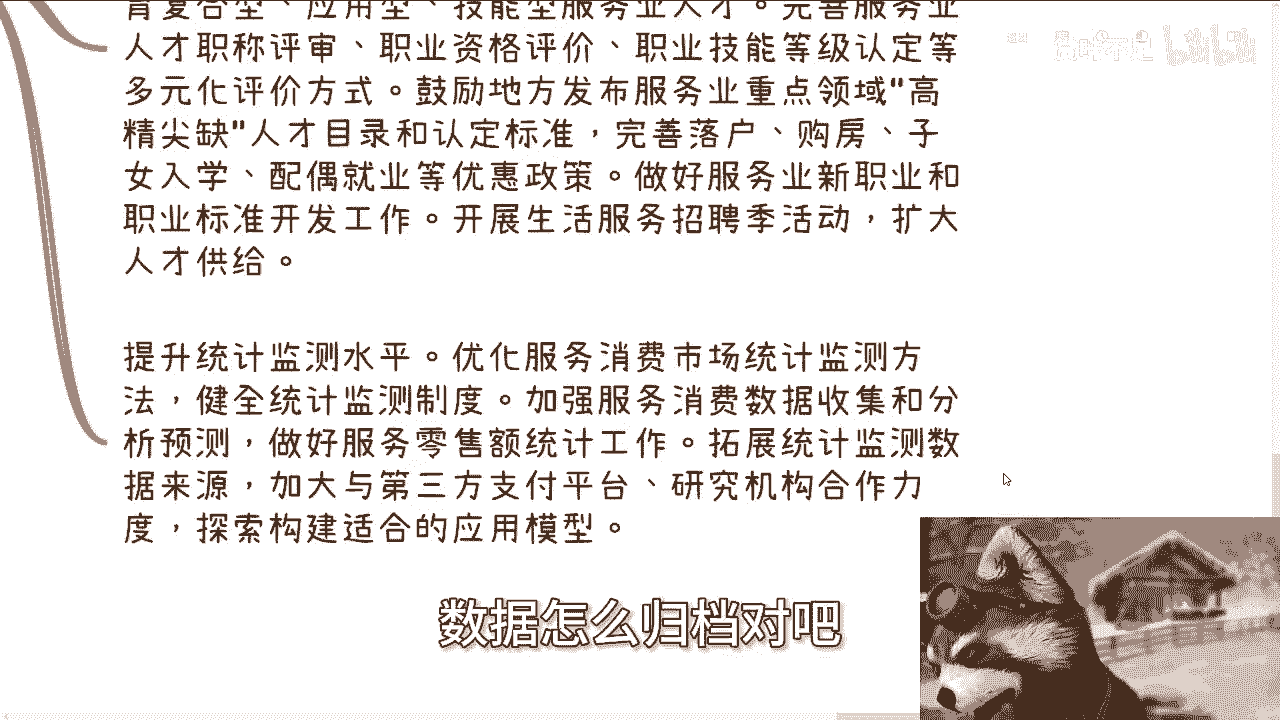 育复合型、应用型、技能型服务业人才。完善服务业
人才职称评审、职业资格评价、职业技能等级认定等
多元化评价方式。鼓励地方发布服务业重点领域"高
精尖缺"人才目录和认定标准，完善落户、购房、子
女入学、配偶就业等优惠政策。做好服务业新职业和
职业标准开发工作。开展生活服务招聘季活动，扩大
人才供给。
提升统计监测水平。优化服务消费市场统计监测方
法，健全统计监测制度。加强服务消费数据收集和分
析预测，做好服务零售额统计工作。拓展统计监测数
据来源，加大与第三方支付平台、研究机构合作力
度，探索构建适合的应用模型。
数据怎么归档对吧